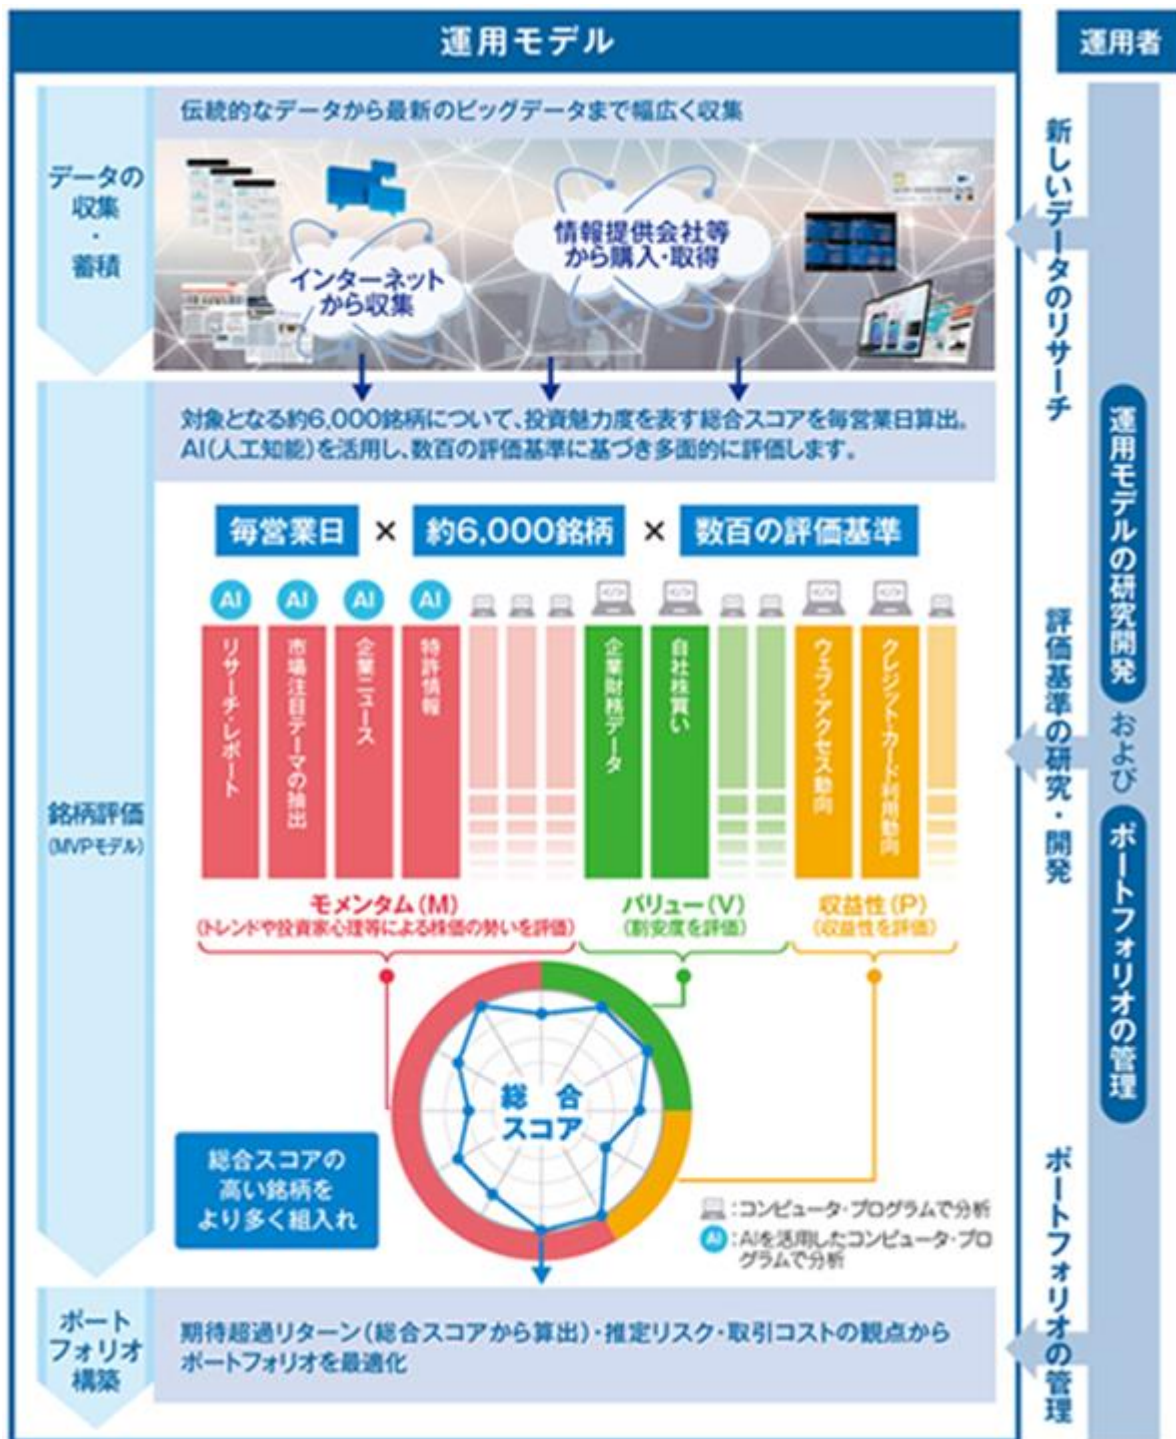 運用モデル
運用者
データの
収集
・
蓄積
伝統的なデータから最新のビッグデータまで幅広く収集
インターネット
から収集
情報提供会社等
から購入・取得
新しいデータのリサーチ
対象となる約6,000銘柄について、投資魅力度を表す総合スコアを毎営業日算出。
AI(人工知能)を活用し、数百の評価基準に基づき多面的に評価します。
毎営業日 × 約6,000銘柄 × 数百の評価基準
AI
AI
AI
AI
リサーチ・レポート
市場注目テーマの抽出
企業ニュース
特許情報
企業財務データ
自社株買い
ウェブ・アクセス動向
クレジット・カード利用動向
銘柄評価
(MVPモデル)
モメンタム(M)
(トレンドや投資家心理等による株価の勢いを評価)
バリュー(V)
(割安度を評価)
収益性(P)
(収益性を評価)
総合
スコア
総合スコアの
高い銘柄を
より多く組入れ
:コンピュータ・プログラムで分析
AI:AIを活用したコンピュータ・プロ
グラムで分析
評価基準の研究・開発
運用モデルの研究開発
および
ポートフォリオの管理
ポート
フォリオ
構築
期待超過リターン(総合スコアから算出)・推定リスク・取引コストの観点から
ポートフォリオを最適化
ポートフォリオの管理